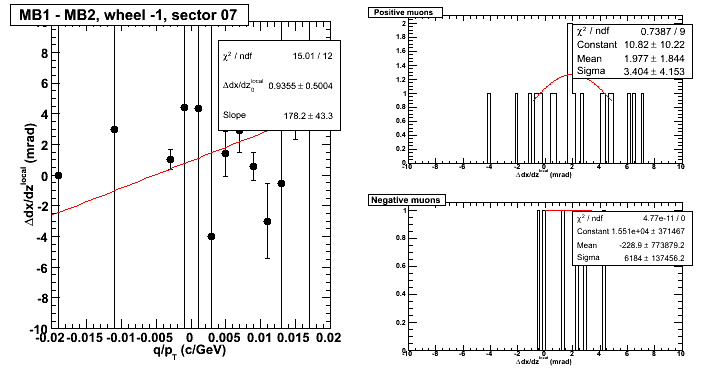 MB1 - MB2, wheel -1, sector 07
χ² / ndf 15.01 / 12
Δdx/dz₀^local 0.9355 ± 0.5004
Slope 178.2 ± 43.3
Δdx/dz^local (mrad)
8
6
4
2
0
-2
-4
-6
-8
-10
-0.02 -0.015 -0.01 -0.005 0 0.005 0.01 0.015 0.02
q/p_T (c/GeV)
Positive muons
χ² / ndf 0.7387 / 9
Constant 10.82 ± 10.22
Mean 1.977 ± 1.844
Sigma 3.404 ± 4.153
2
1.8
1.6
1.4
1.2
1
0.8
0.6
0.4
0.2
0
-10 -8 -6 -4 -2 0 2 4 6 8 10
Δdx/dz^local (mrad)
Negative muons
χ² / ndf 4.77e-11 / 0
Constant 1.551e+04 ± 371467
Mean -228.9 ± 773879.2
Sigma 6184 ± 137456.2
1
0.8
0.6
0.4
0.2
0
-10 -8 -6 -4 -2 0 2 4 6 8 10
Δdx/dz^local (mrad)